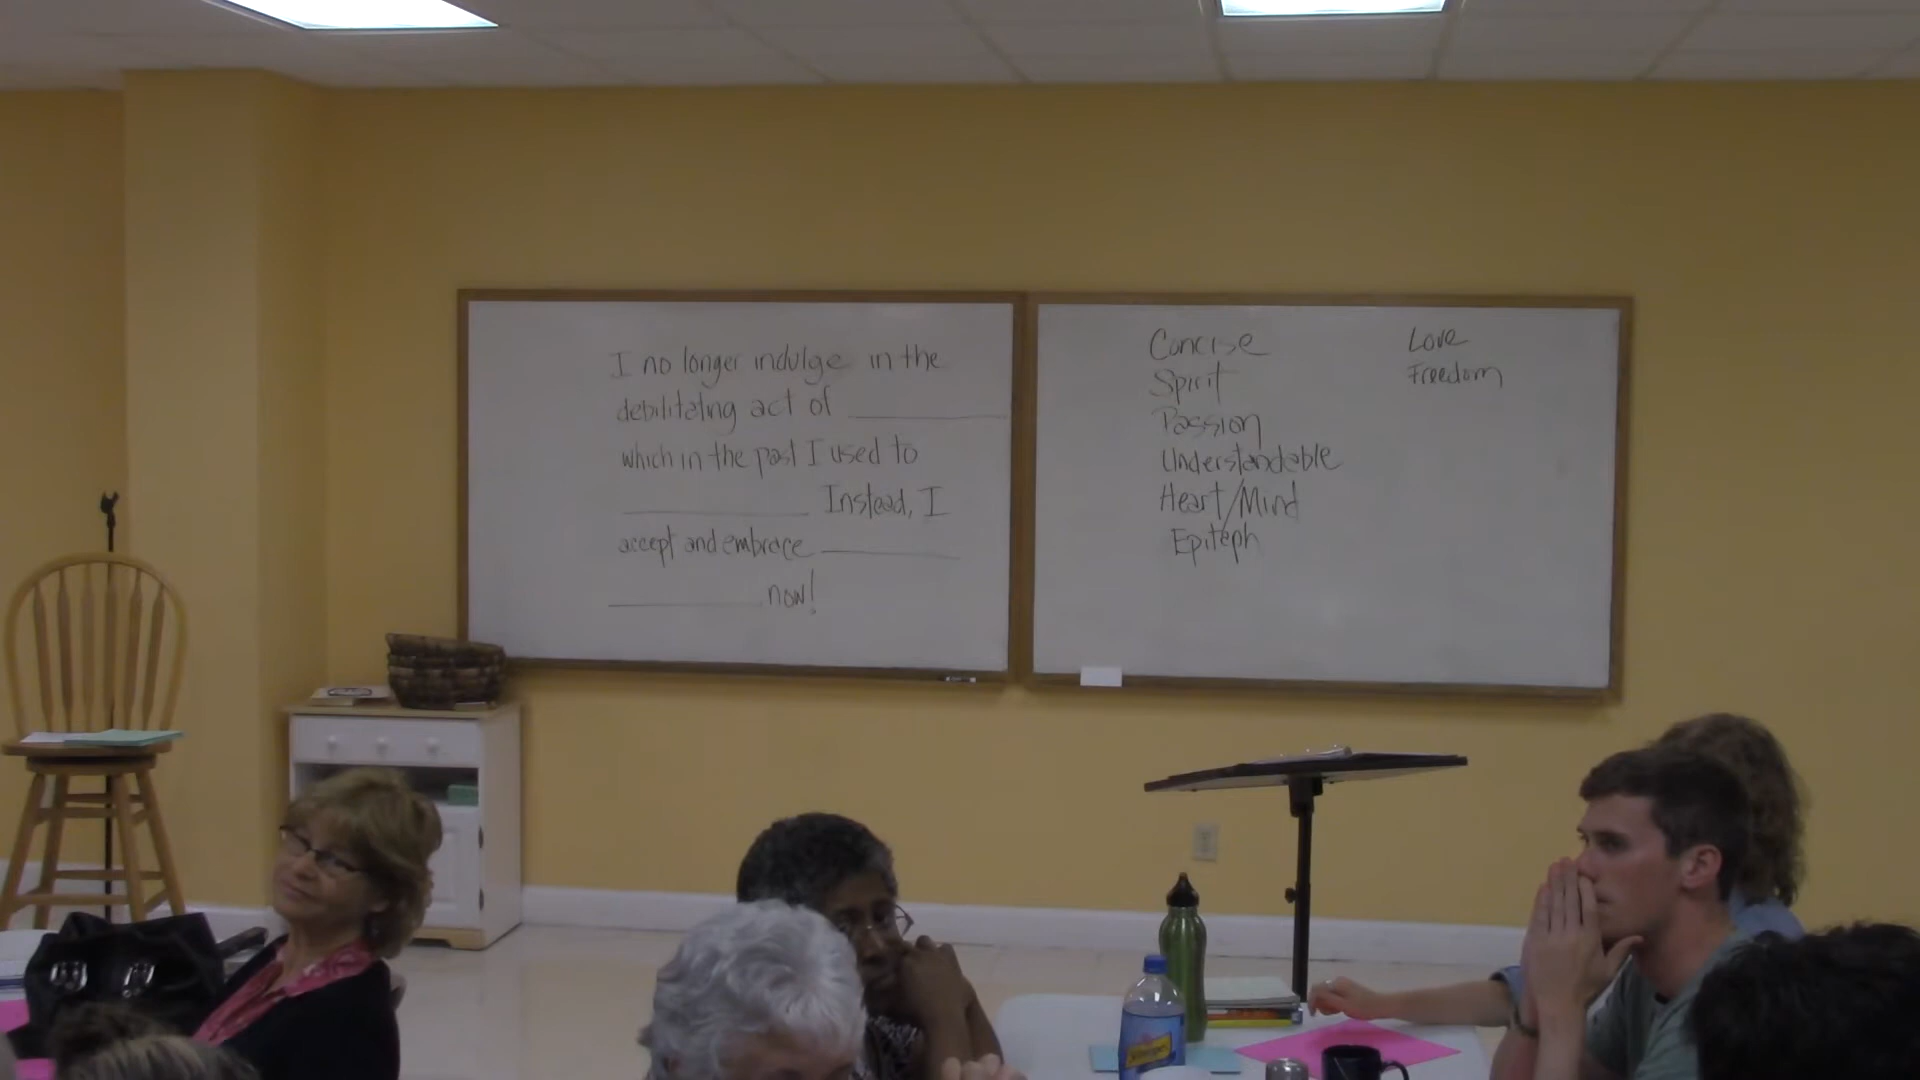 I no longer indulge in the
debilitating act of
which in the past I used to
Instead, I
accept and embrace
now!
Concise
Spirit
Passion
Understandable
Heart/Mind
Epiteph
Love
Freedom